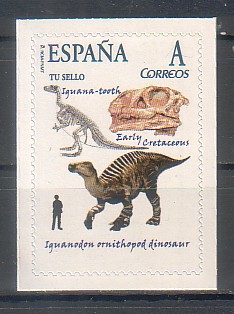 ESPAÑA A
TU SELLO CORREOS
Iguana-tooth
Early
Cretaceous
Iguanodon ornithopod dinosaur